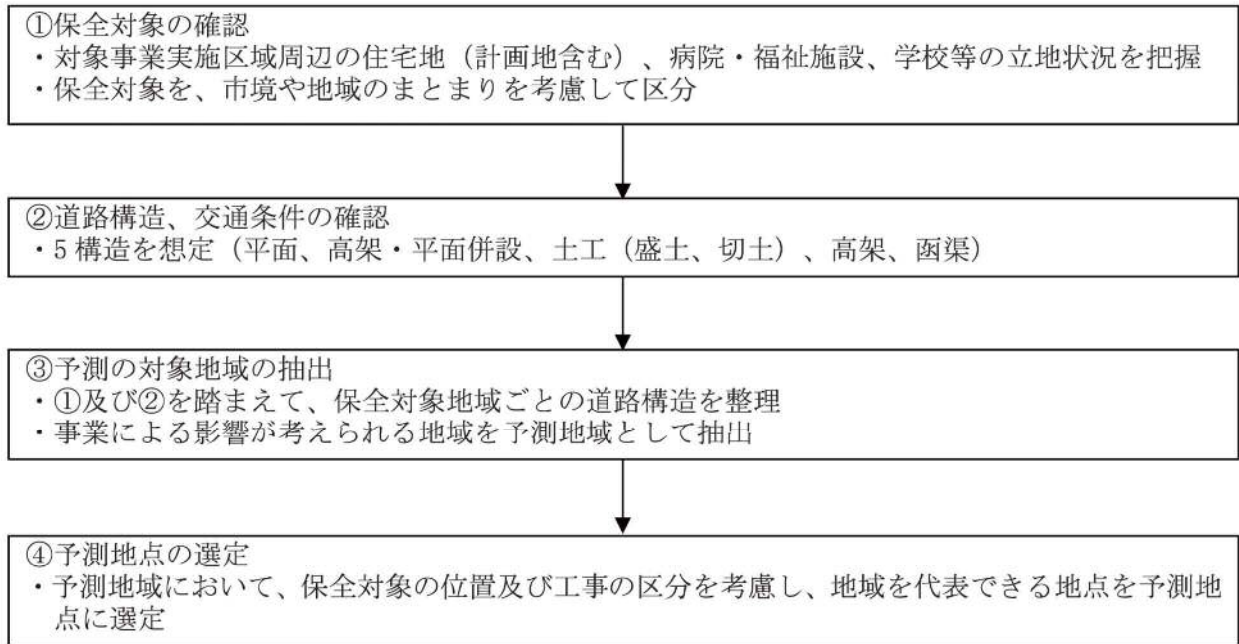 ①保全対象の確認
・対象事業実施区域周辺の住宅地（計画地含む）、病院・福祉施設、学校等の立地状況を把握
・保全対象を、市境や地域のまとまりを考慮して区分
②道路構造、交通条件の確認
・5 構造を想定（平面、高架・平面併設、土工（盛土、切土）、高架、函渠）
③予測の対象地域の抽出
・①及び②を踏まえて、保全対象地域ごとの道路構造を整理
・事業による影響が考えられる地域を予測地域として抽出
④予測地点の選定
・予測地域において、保全対象の位置及び工事の区分を考慮し、地域を代表できる地点を予測地
点に選定